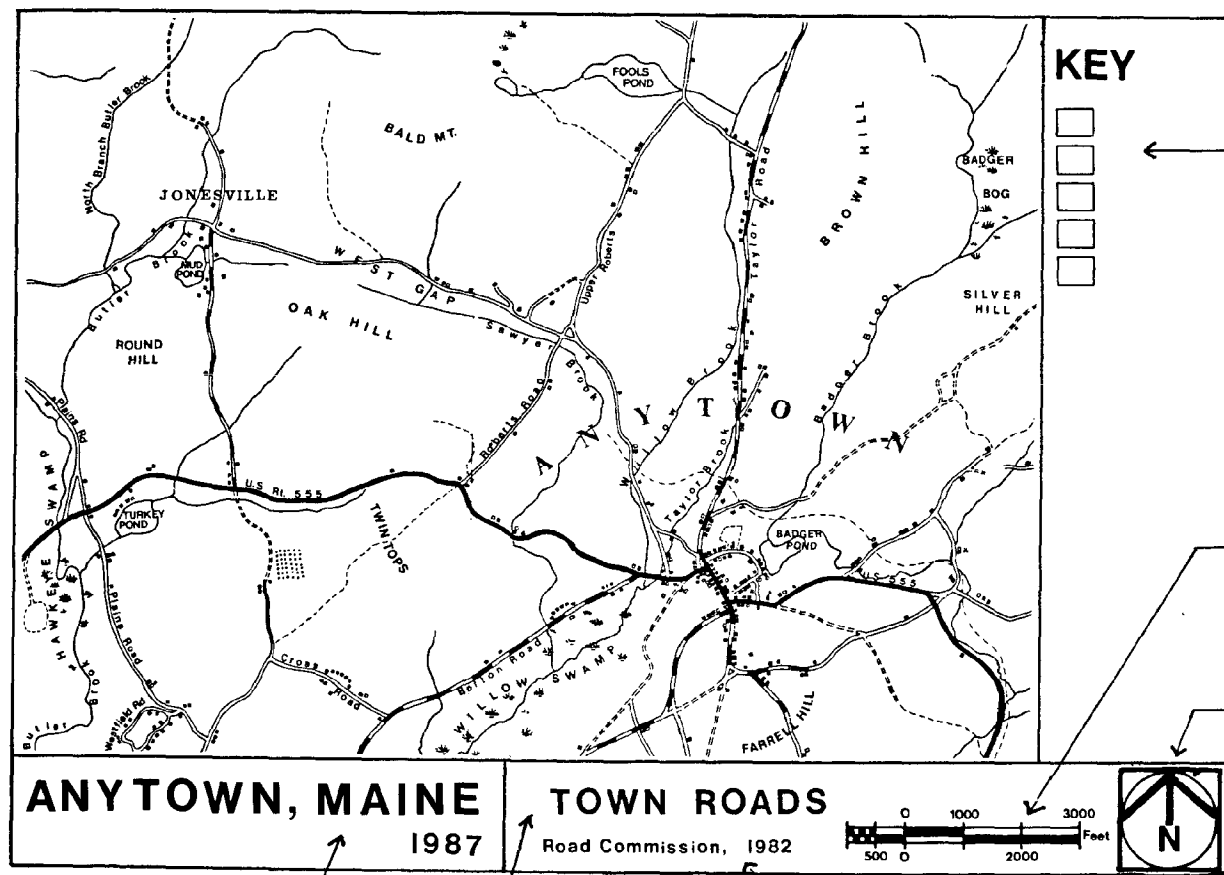 KEY
FOOLS
POND
BALD MT.
North Branch Butler Brook
JONESVILLE
BROWN HILL
BADGER
BOG
Taylor Road
Upper Roberts
WEST GAP
Butler Brook
MUD
POND
SILVER
HILL
OAK HILL
Sawyer Brook
Badger Brook
Willow Brook
ROUND
HILL
Plains Rd
Roberts Road
ANYTOWN
Taylor Brook
U.S Rt. 555
TURKEY
POND
TWIN TOPS
BADGER
POND
US 555
HAWKEYE SWAMP
Plains Road
Cross Road
Bolton Road
WILLOW SWAMP
FARRELL HILL
Westfield Rd
Butler Brook
ANYTOWN, MAINE
1987
TOWN ROADS
Road Commission, 1982
0 1000 3000
Feet
500 0 2000
N